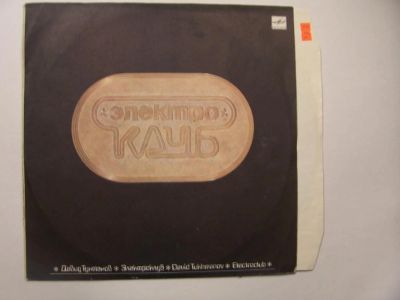 электро
КЛУБ
* Давид Тухманов * Электроклуб * David Tukhmanov * Electroclub *